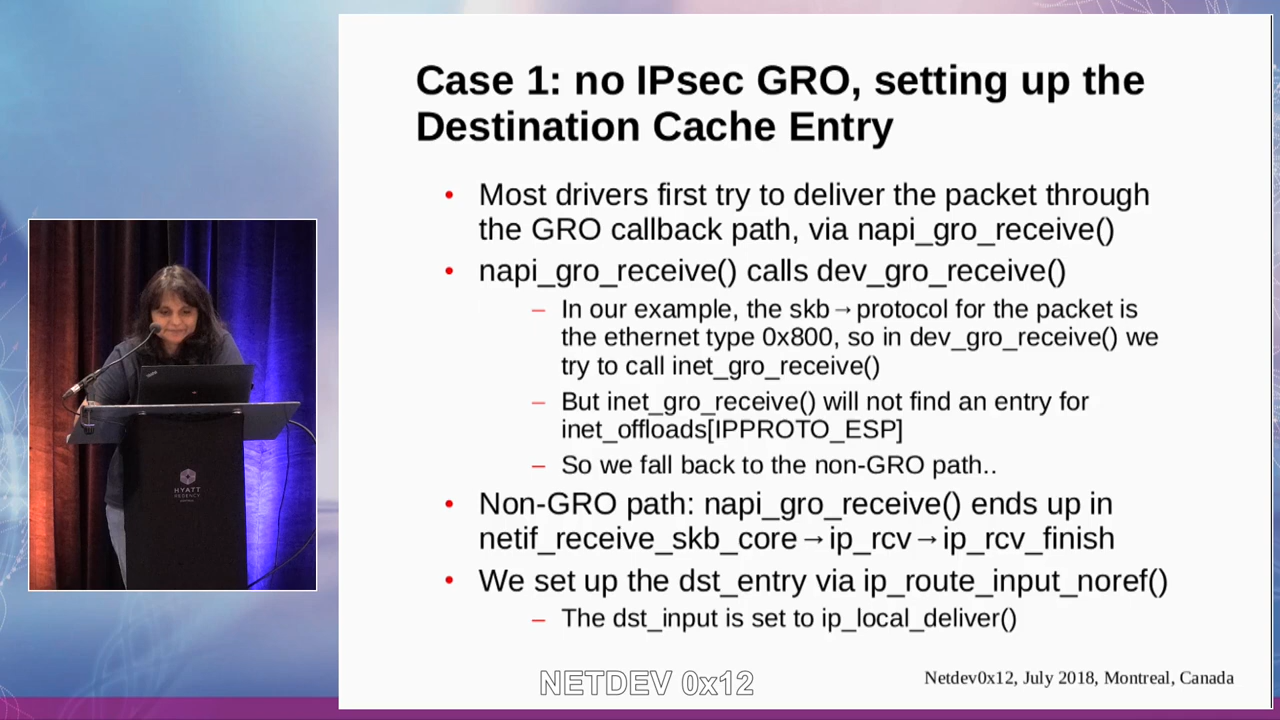 Case 1: no IPsec GRO, setting up the
Destination Cache Entry
• Most drivers first try to deliver the packet through
the GRO callback path, via napi_gro_receive()
• napi_gro_receive() calls dev_gro_receive()
– In our example, the skb→protocol for the packet is
the ethernet type 0x800, so in dev_gro_receive() we
try to call inet_gro_receive()
– But inet_gro_receive() will not find an entry for
inet_offloads[IPPROTO_ESP]
– So we fall back to the non-GRO path..
• Non-GRO path: napi_gro_receive() ends up in
netif_receive_skb_core→ip_rcv→ip_rcv_finish
• We set up the dst_entry via ip_route_input_noref()
– The dst_input is set to ip_local_deliver()
NETDEV 0x12
Netdev0x12, July 2018, Montreal, Canada
HYATT
REGENCY